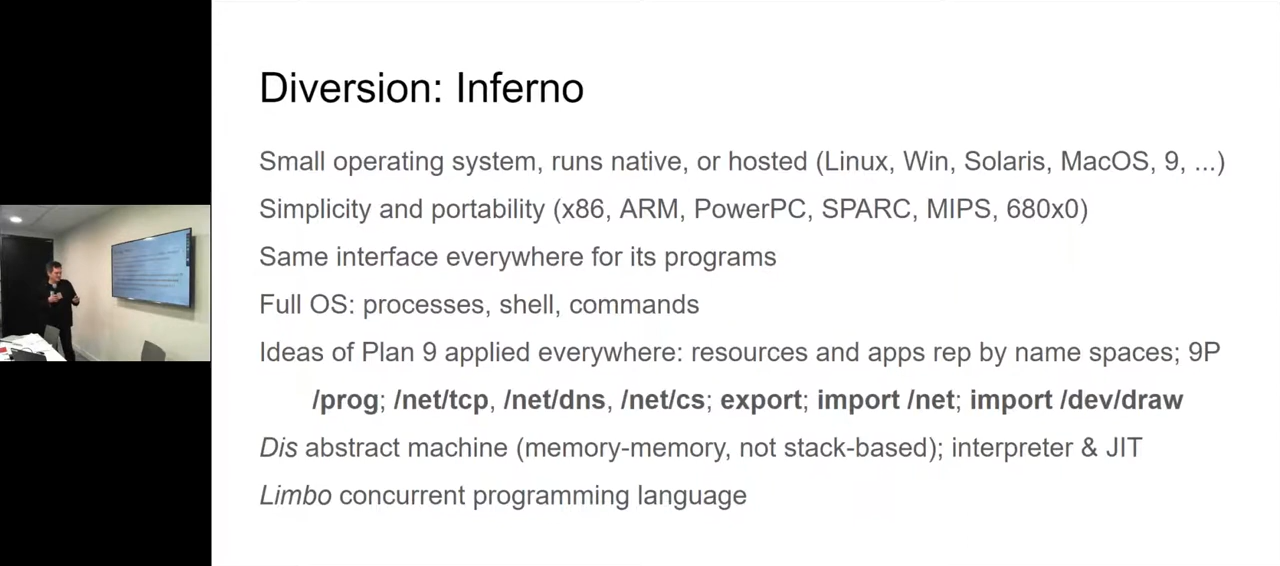 Diversion: Inferno
Small operating system, runs native, or hosted (Linux, Win, Solaris, MacOS, 9, ...)
Simplicity and portability (x86, ARM, PowerPC, SPARC, MIPS, 680x0)
Same interface everywhere for its programs
Full OS: processes, shell, commands
Ideas of Plan 9 applied everywhere: resources and apps rep by name spaces; 9P
/prog; /net/tcp, /net/dns, /net/cs; export; import /net; import /dev/draw
Dis abstract machine (memory-memory, not stack-based); interpreter & JIT
Limbo concurrent programming language